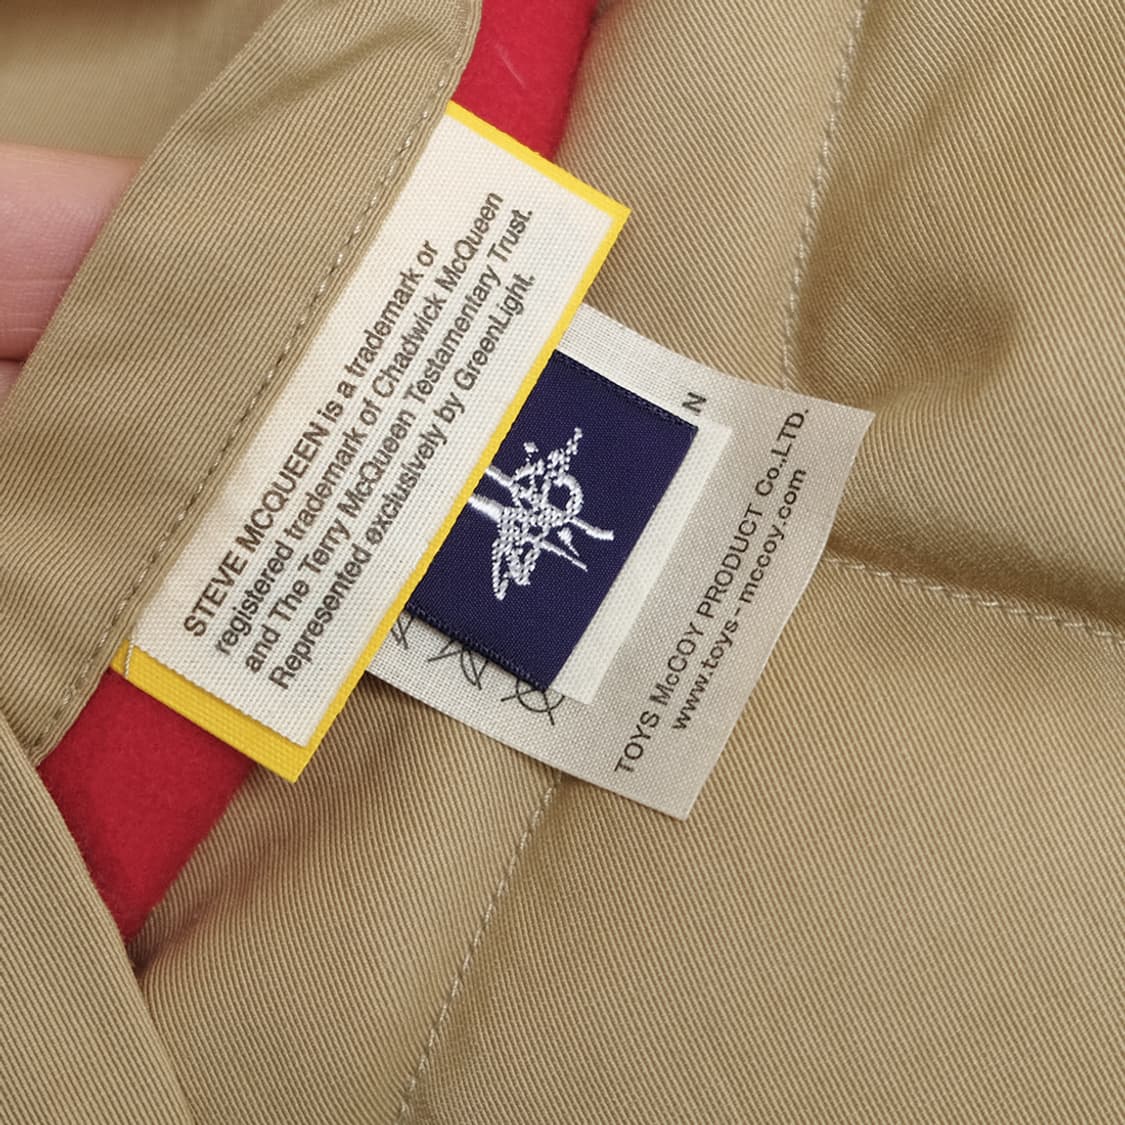 STEVE MCQUEEN is a trademark or
registered trademark of Chadwick McQueen
and The Terry McQueen Testamentary Trust.
Represented exclusively by GreenLight.
N
TOYS McCOY PRODUCT Co.,LTD.
www.toys-mccoy.com